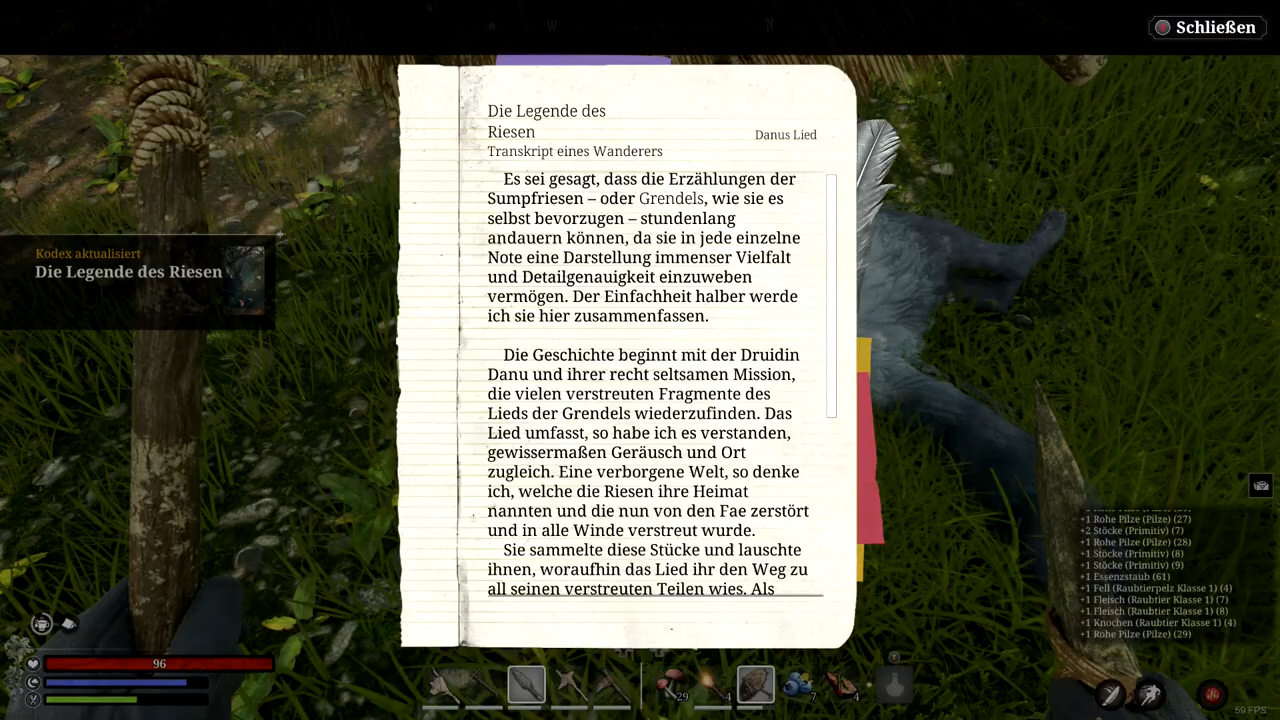 W
N
Schließen
Die Legende des
Riesen
Danus Lied
Transkript eines Wanderers
Es sei gesagt, dass die Erzählungen der
Sumpfriesen – oder Grendels, wie sie es
selbst bevorzugen – stundenlang
andauern können, da sie in jede einzelne
Note eine Darstellung immenser Vielfalt
und Detailgenauigkeit einzuweben
vermögen. Der Einfachheit halber werde
ich sie hier zusammenfassen.
Die Geschichte beginnt mit der Druidin
Danu und ihrer recht seltsamen Mission,
die vielen verstreuten Fragmente des
Lieds der Grendels wiederzufinden. Das
Lied umfasst, so habe ich es verstanden,
gewissermaßen Geräusch und Ort
zugleich. Eine verborgene Welt, so denke
ich, welche die Riesen ihre Heimat
nannten und die nun von den Fae zerstört
und in alle Winde verstreut wurde.
Sie sammelte diese Stücke und lauschte
ihnen, woraufhin das Lied ihr den Weg zu
all seinen verstreuten Teilen wies. Als
Kodex aktualisiert
Die Legende des Riesen
+1 Rohe Pilze (Pilze) (27)
+2 Stöcke (Primitiv) (7)
+1 Rohe Pilze (Pilze) (28)
+1 Stöcke (Primitiv) (8)
+1 Stöcke (Primitiv) (9)
+1 Essenzstaub (61)
+1 Fell (Raubtierpelz Klasse 1) (4)
+1 Fleisch (Raubtier Klasse 1) (7)
+1 Fleisch (Raubtier Klasse 1) (8)
+1 Knochen (Raubtier Klasse 1) (4)
+1 Rohe Pilze (Pilze) (29)
96
29
4
7
4
59 FPS